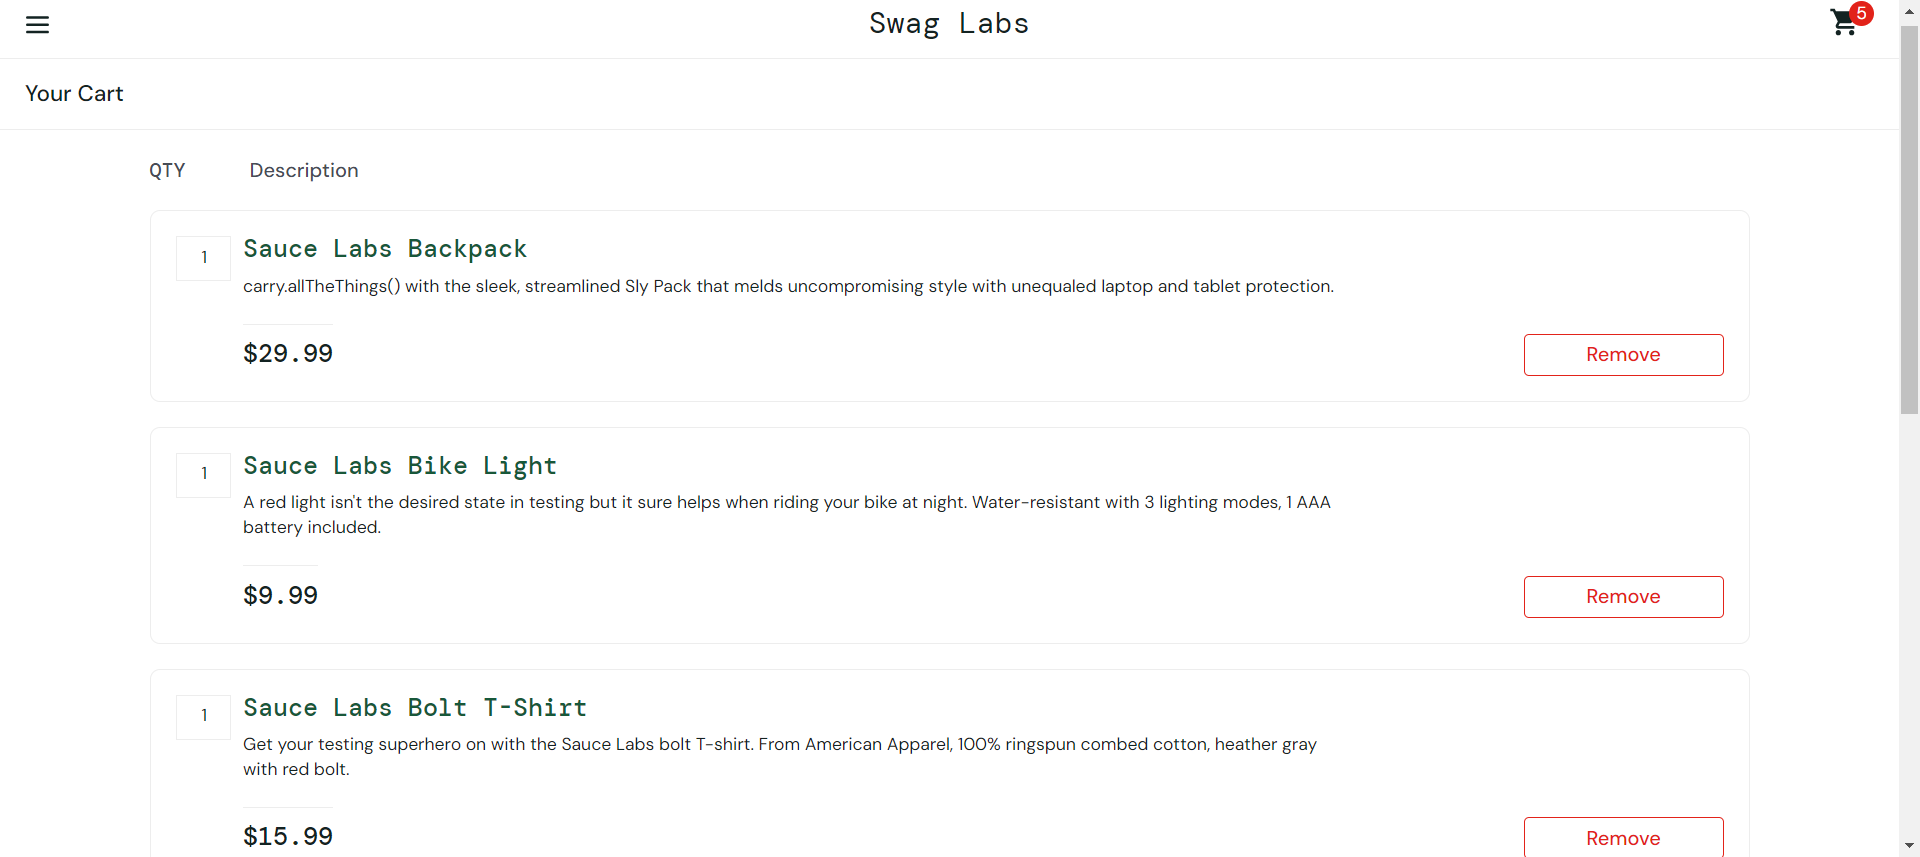 Swag Labs
5
Your Cart
QTY Description
1
Sauce Labs Backpack
carry.allTheThings() with the sleek, streamlined Sly Pack that melds uncompromising style with unequaled laptop and tablet protection.
$29.99
Remove
1
Sauce Labs Bike Light
A red light isn't the desired state in testing but it sure helps when riding your bike at night. Water-resistant with 3 lighting modes, 1 AAA
battery included.
$9.99
Remove
1
Sauce Labs Bolt T-Shirt
Get your testing superhero on with the Sauce Labs bolt T-shirt. From American Apparel, 100% ringspun combed cotton, heather gray
with red bolt.
$15.99
Remove